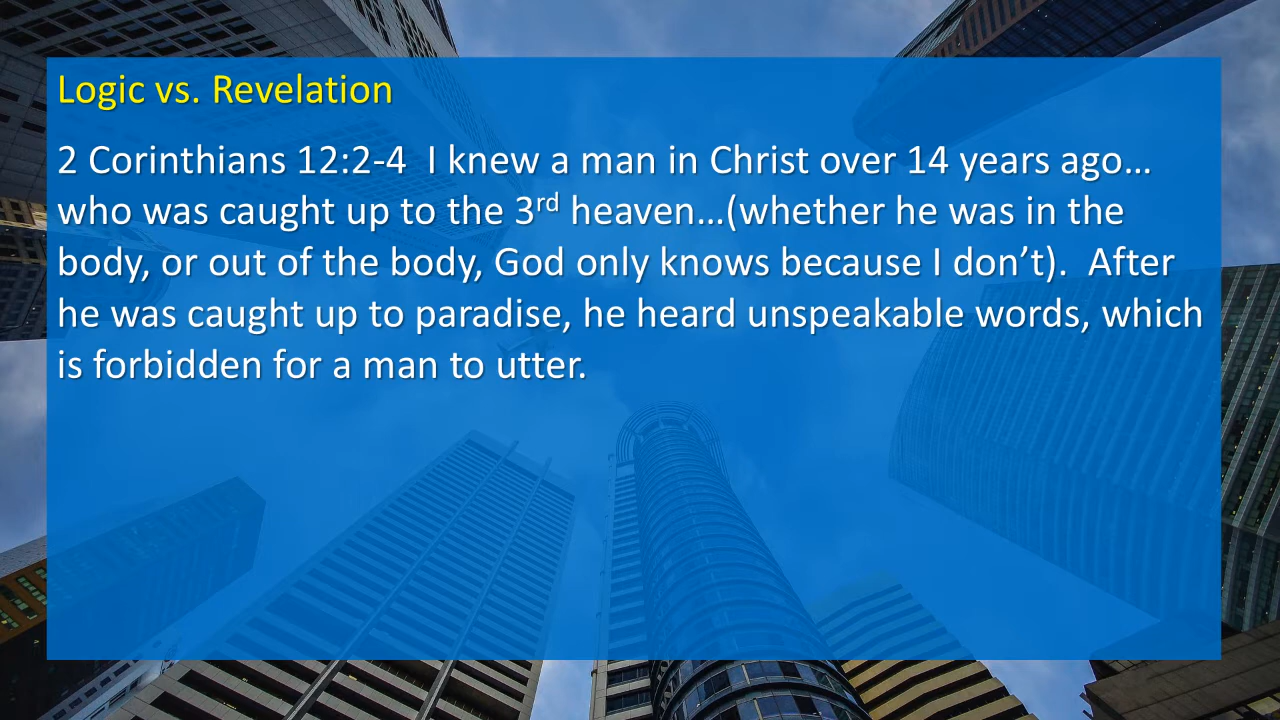 Logic vs. Revelation
2 Corinthians 12:2-4  I knew a man in Christ over 14 years ago…
who was caught up to the 3rd heaven…(whether he was in the
body, or out of the body, God only knows because I don’t).  After
he was caught up to paradise, he heard unspeakable words, which
is forbidden for a man to utter.